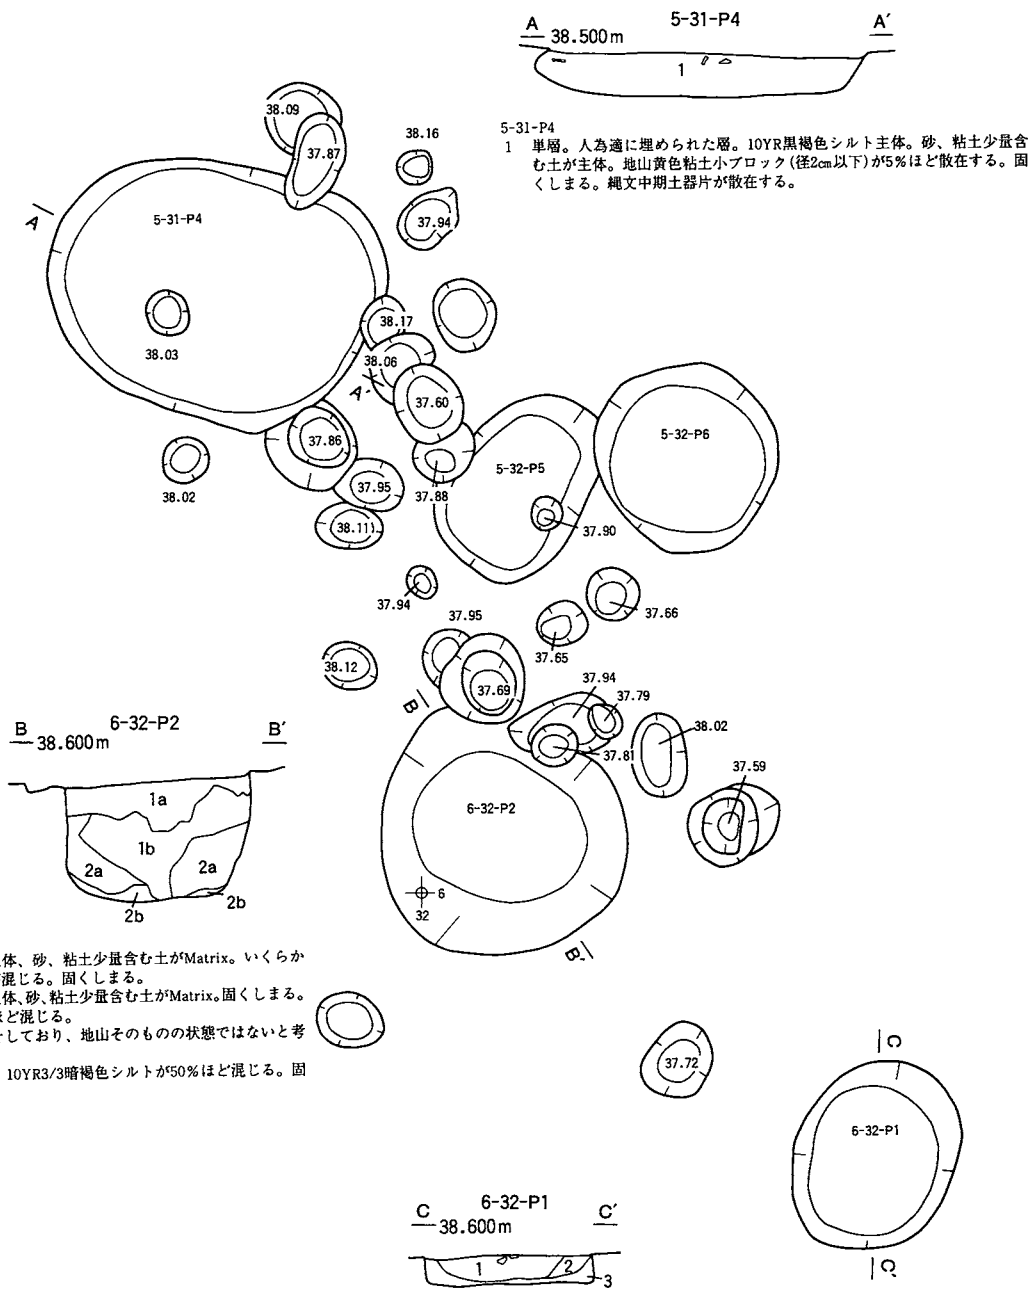 A 5-31-P4 A′
38.500m
1
5-31-P4
1 単層。人為適に埋められた層。10YR黒褐色シルト主体。砂、粘土少量含
む土が主体。地山黄色粘土小ブロック(径2cm以下)が5%ほど散在する。固
くしまる。縄文中期土器片が散在する。
38.09
37.87
38.16
37.94
A
5-31-P4
38.03
38.17
38.06
A′
37.60
37.86
37.88
37.95
38.11
38.02
5-32-P5
5-32-P6
37.90
37.94
37.95
37.66
37.65
38.12
37.69
B
37.94
37.79
38.02
37.81
37.59
6-32-P2
6
32
B′
B 6-32-P2 B′
38.600m
1a
1b
2a
2a
2b
2b
体、砂、粘土少量含む土がMatrix。いくらか
混じる。固くしまる。
体、砂、粘土少量含む土がMatrix。固くしまる。
ほど混じる。
しており、地山そのものの状態ではないと考
10YR3/3暗褐色シルトが50%ほど混じる。固
37.72
C
6-32-P1
C′
C 6-32-P1 C′
38.600m
1
2
3